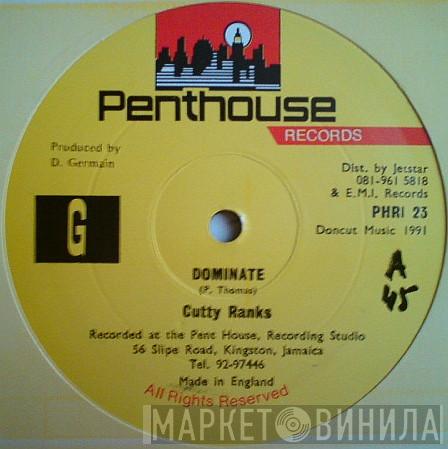 Penthouse
RECORDS
Produced by
D. Germain
Dist. by Jetstar
081-961 5818
& E.M.I. Records
PHRI 23
Doncut Music 1991
G
A
45
DOMINATE
(P. Thomas)
Cutty Ranks
Recorded at the Pent House, Recording Studio
56 Slipe Road, Kingston, Jamaica
Tel. 92-97446
Made in England
All Rights Reserved
МАРКЕТ ВИНИЛА